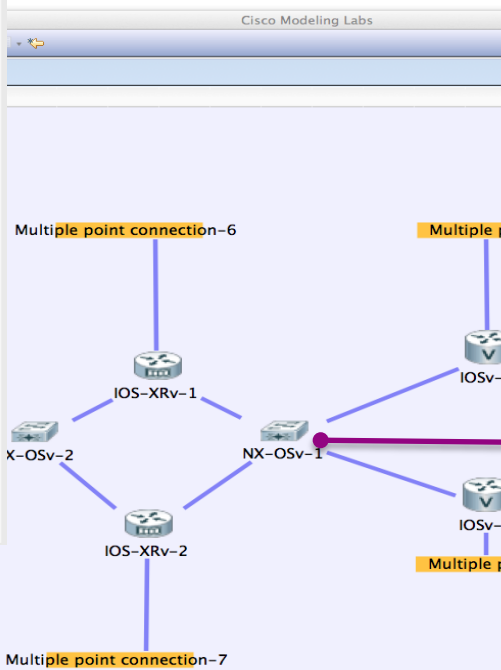 Cisco Modeling Labs
Multiple point connection-6
Multiple p
IOS-XRv-1
IOSv-
X-OSv-2
NX-OSv-1
IOS-XRv-2
IOSv-
Multiple p
Multiple point connection-7
V
V